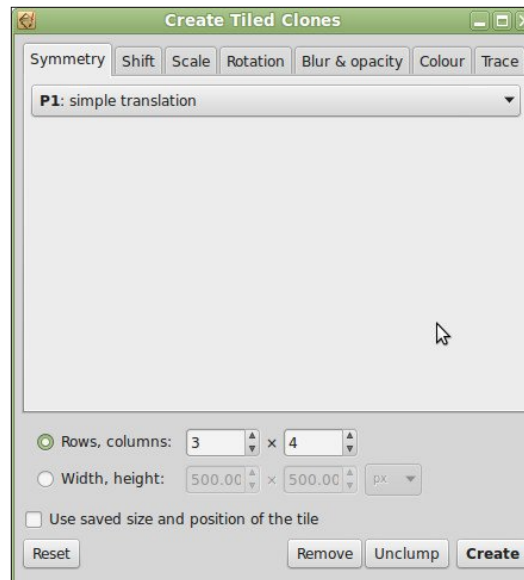 Create Tiled Clones
Symmetry Shift Scale Rotation Blur & opacity Colour Trace
P1: simple translation
Rows, columns: 3 × 4
Width, height: 500.00 × 500.00 px
Use saved size and position of the tile
Reset Remove Unclump Create